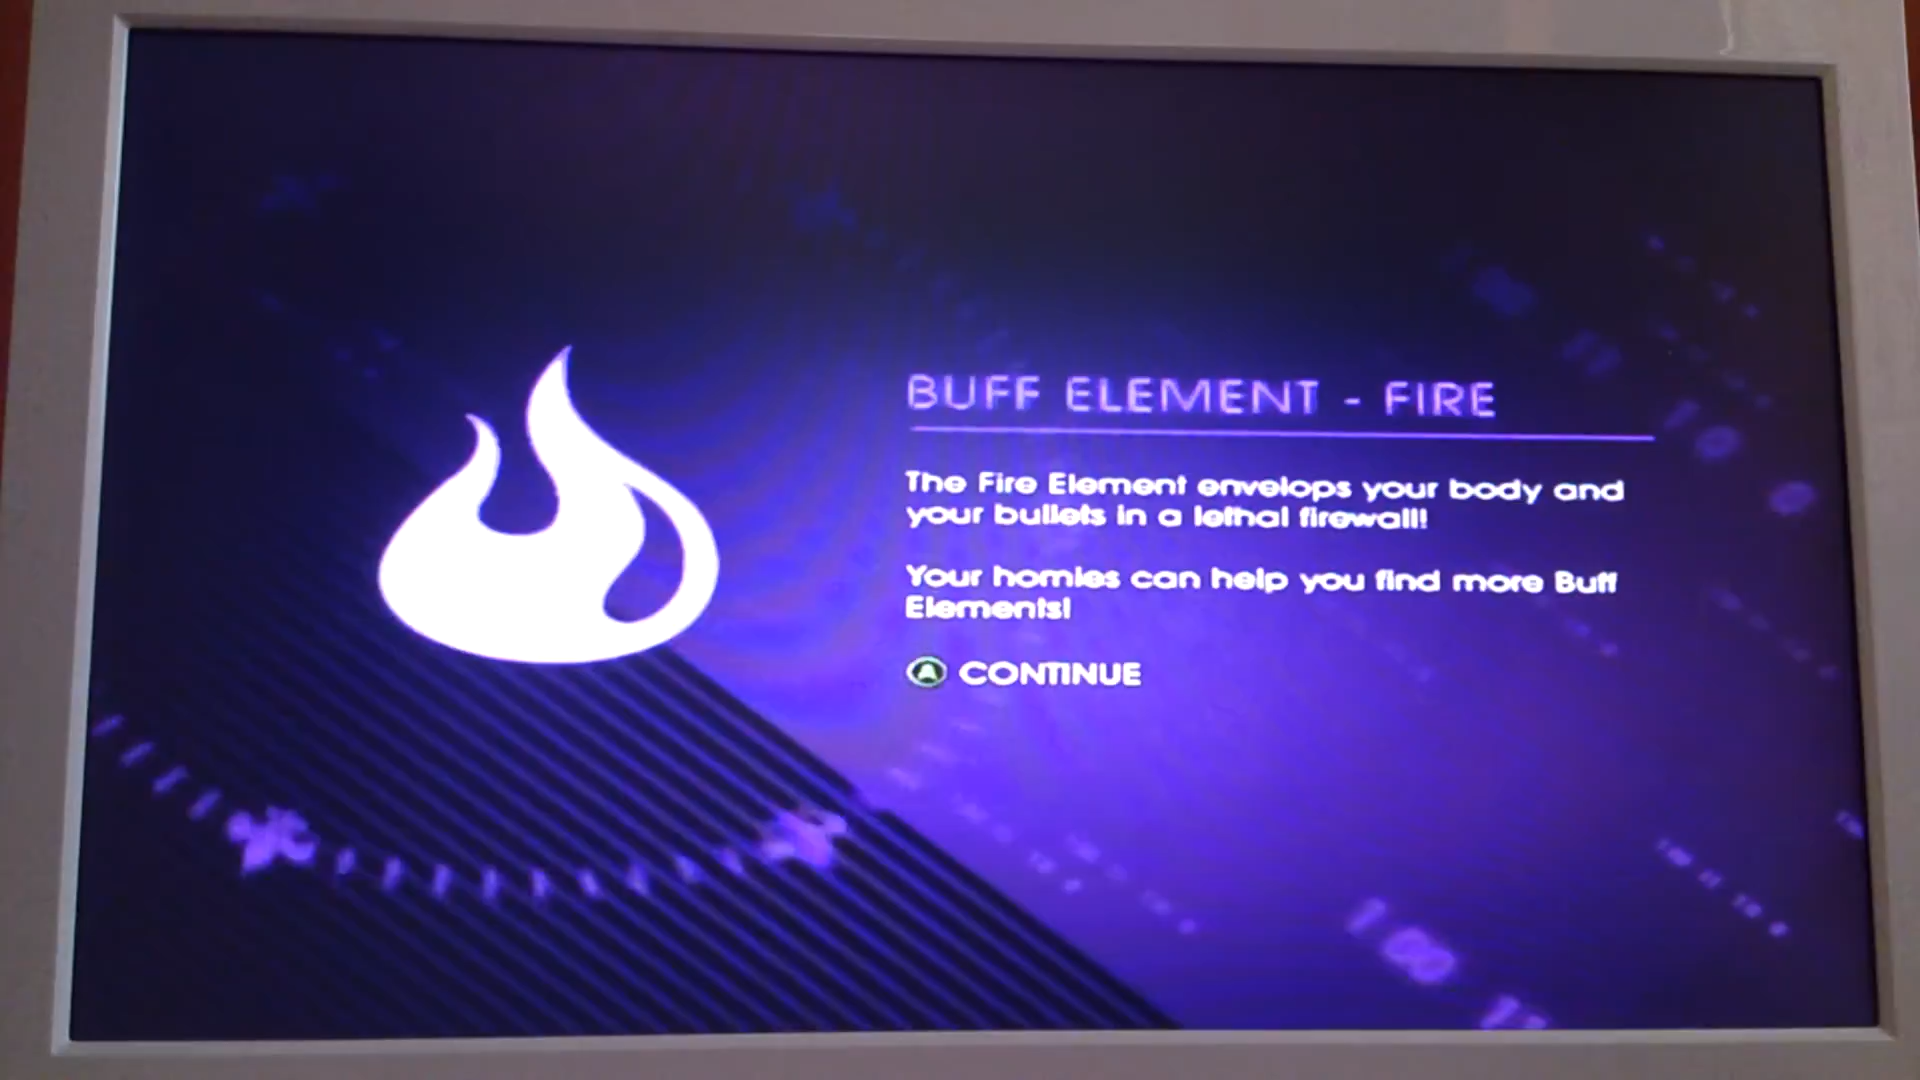 BUFF ELEMENT - FIRE
The Fire Element envelops your body and
your bullets in a lethal firewall!
Your homies can help you find more Buff
Elements!
A CONTINUE